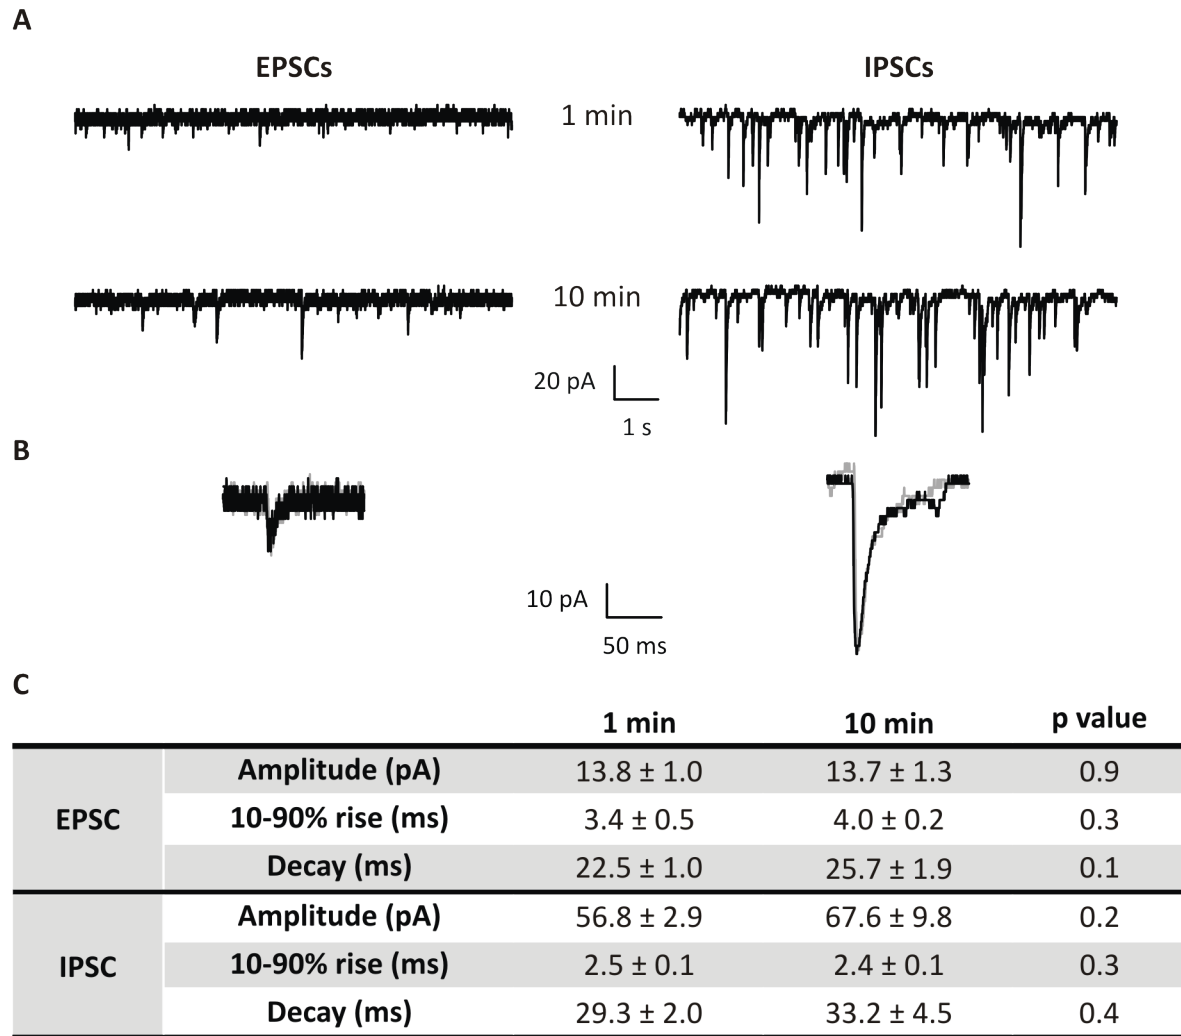 A
EPSCs IPSCs
1 min
10 min
20 pA
1 s
B
10 pA
50 ms
C
1 min 10 min p value
EPSC
Amplitude (pA) 13.8 ± 1.0 13.7 ± 1.3 0.9
10-90% rise (ms) 3.4 ± 0.5 4.0 ± 0.2 0.3
Decay (ms) 22.5 ± 1.0 25.7 ± 1.9 0.1
IPSC
Amplitude (pA) 56.8 ± 2.9 67.6 ± 9.8 0.2
10-90% rise (ms) 2.5 ± 0.1 2.4 ± 0.1 0.3
Decay (ms) 29.3 ± 2.0 33.2 ± 4.5 0.4